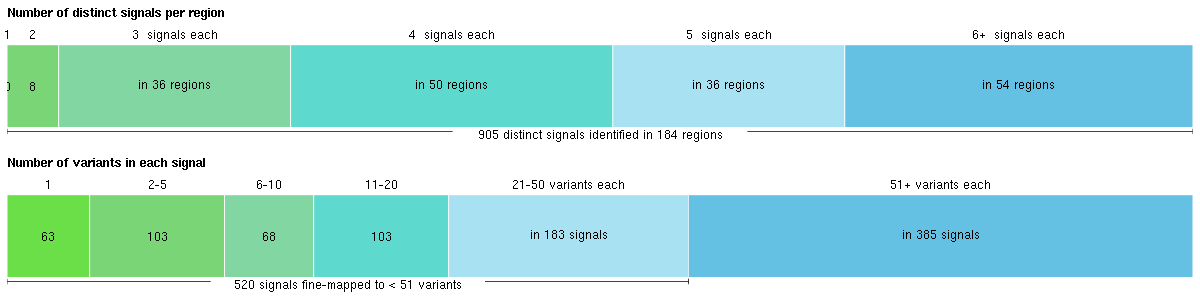 Number of distinct signals per region
1 2 3 signals each 4 signals each 5 signals each 6+ signals each
0 8 in 36 regions in 50 regions in 36 regions in 54 regions
905 distinct signals identified in 184 regions
Number of variants in each signal
1 2-5 6-10 11-20 21-50 variants each 51+ variants each
63 103 68 103 in 183 signals in 385 signals
520 signals fine-mapped to < 51 variants